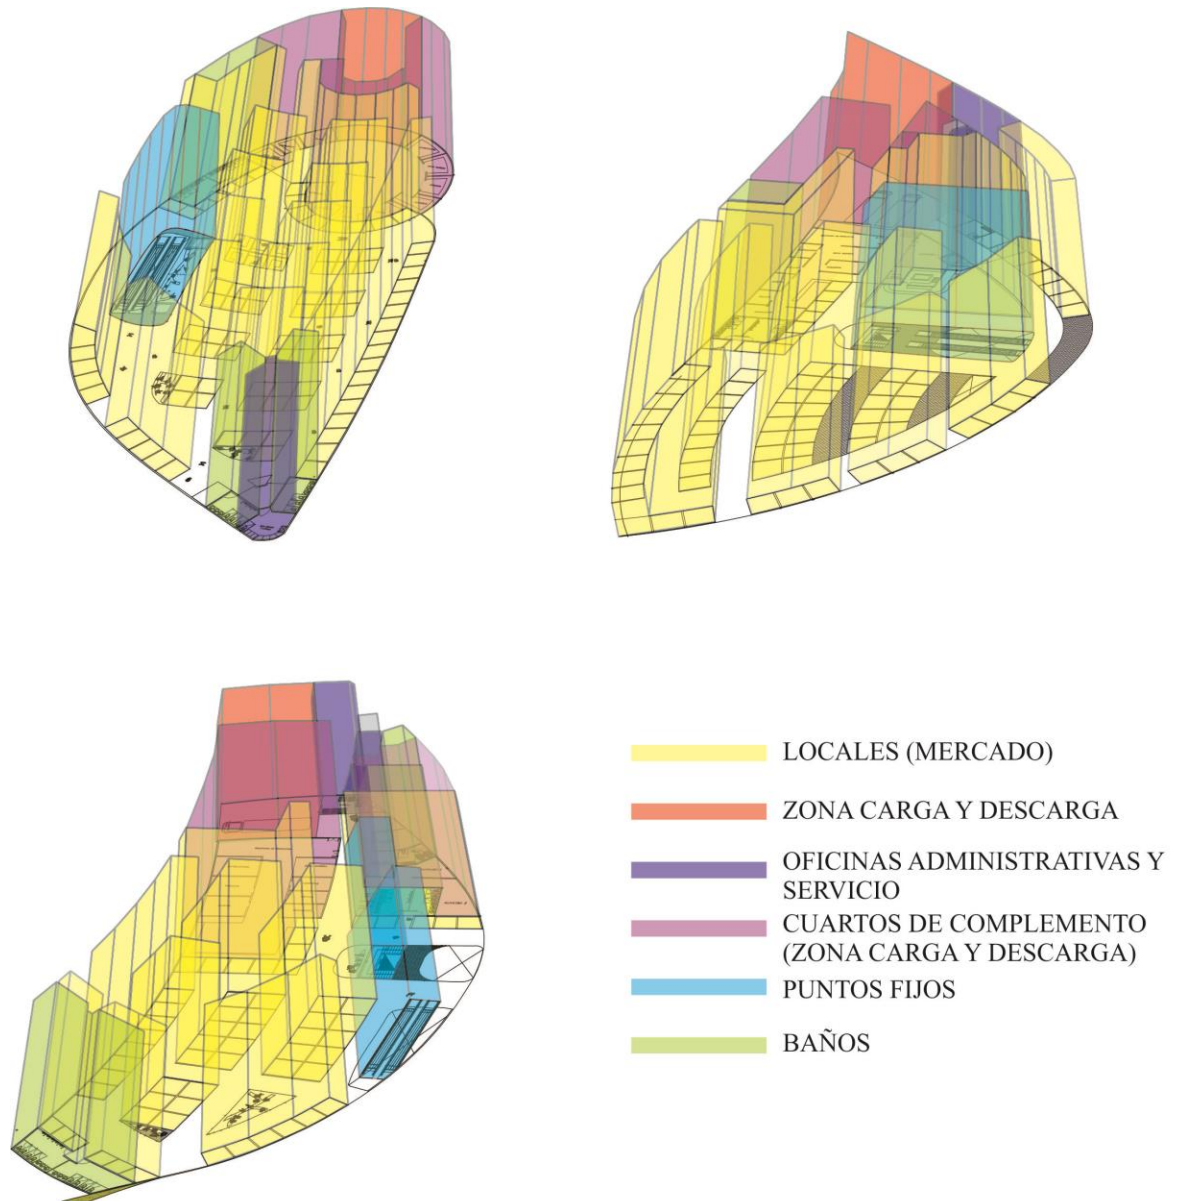 LOCALES (MERCADO)
ZONA CARGA Y DESCARGA
OFICINAS ADMINISTRATIVAS Y
SERVICIO
CUARTOS DE COMPLEMENTO
(ZONA CARGA Y DESCARGA)
PUNTOS FIJOS
BAÑOS